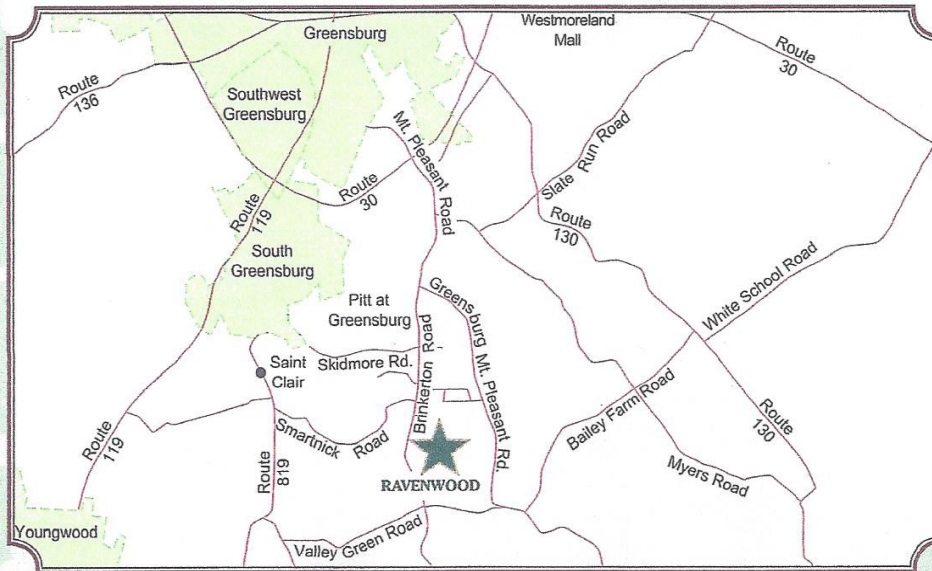 Westmoreland
Mall
Greensburg
Route
30
Route
136
Southwest
Greensburg
Mt. Pleasant Road
Slate Run Road
Route
30
Route
119
Route
130
South
Greensburg
White School Road
Pitt at
Greensburg
Greensburg Mt. Pleasant Rd.
Brinkerton Road
Saint
Clair
Skidmore Rd.
Bailey Farm Road
Route
130
Smartnick Road
Route
119
Route
819
RAVENWOOD
Myers Road
Youngwood
Valley Green Road